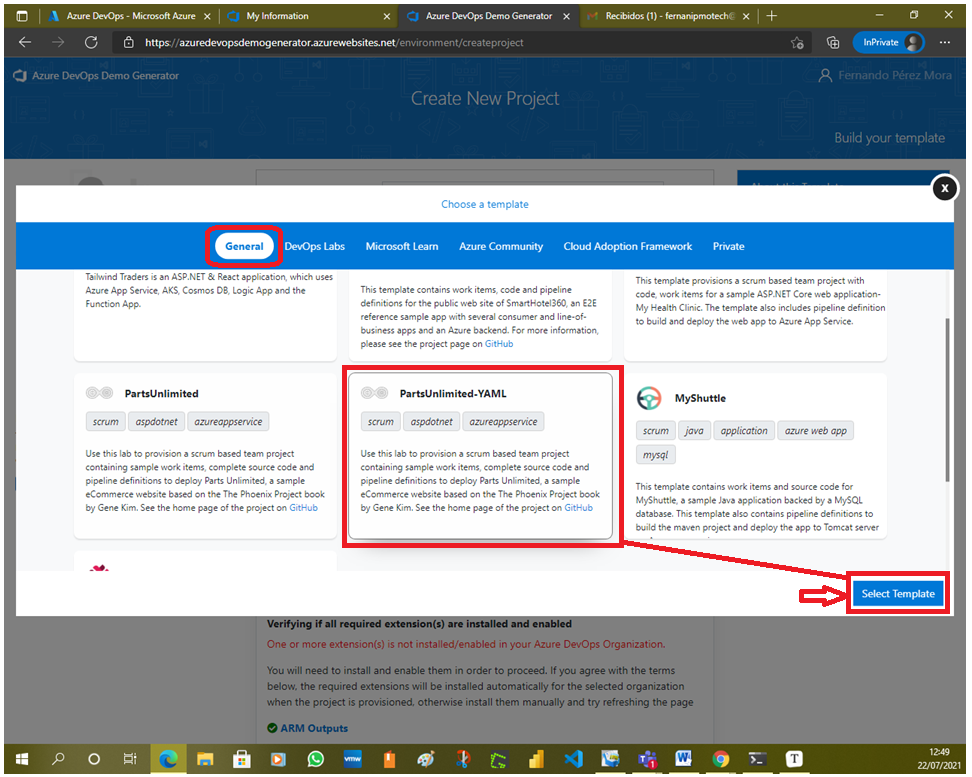 Azure DevOps - Microsoft Azure
My Information
Azure DevOps Demo Generator
Recibidos (1) - fernanipmotech@
https://azuredevopsdemogenerator.azurewebsites.net/environment/createproject
InPrivate
Azure DevOps Demo Generator
Fernando Pérez Mora
Create New Project
Build your template
X
Choose a template
General
DevOps Labs
Microsoft Learn
Azure Community
Cloud Adoption Framework
Private
Tailwind Traders is an ASP.NET & React application, which uses
Azure App Service, AKS, Cosmos DB, Logic App and the
Function App.
This template contains work items, code and pipeline
definitions for the public web site of SmartHotel360, an E2E
reference sample app with several consumer and line-of-
business apps and an Azure backend. For more information,
please see the project page on GitHub
This template provisions a scrum based team project with
code, work items for a sample ASP.NET Core web application-
My Health Clinic. The template also includes pipeline definition
to build and deploy the web app to Azure App Service.
PartsUnlimited
scrum aspdotnet azureappservice
Use this lab to provision a scrum based team project
containing sample work items, complete source code and
pipeline definitions to deploy Parts Unlimited, a sample
eCommerce website based on the The Phoenix Project book
by Gene Kim. See the home page of the project on GitHub
PartsUnlimited-YAML
scrum aspdotnet azureappservice
Use this lab to provision a scrum based team project
containing sample work items, complete source code and
pipeline definitions to deploy Parts Unlimited, a sample
eCommerce website based on the The Phoenix Project book
by Gene Kim. See the home page of the project on GitHub
MyShuttle
scrum java application azure web app
mysql
This template contains work items and source code for
MyShuttle, a sample Java application backed by a MySQL
database. This template also contains pipeline definitions to
build the maven project and deploy the app to Tomcat server
Select Template
Verifying if all required extension(s) are installed and enabled
One or more extension(s) is not installed/enabled in your Azure DevOps Organization.
You will need to install and enable them in order to proceed. If you agree with the terms
below, the required extensions will be installed automatically for the selected organization
when the project is provisioned, otherwise install them manually and try refreshing the page
ARM Outputs
vmw
T
12:49
22/07/2021